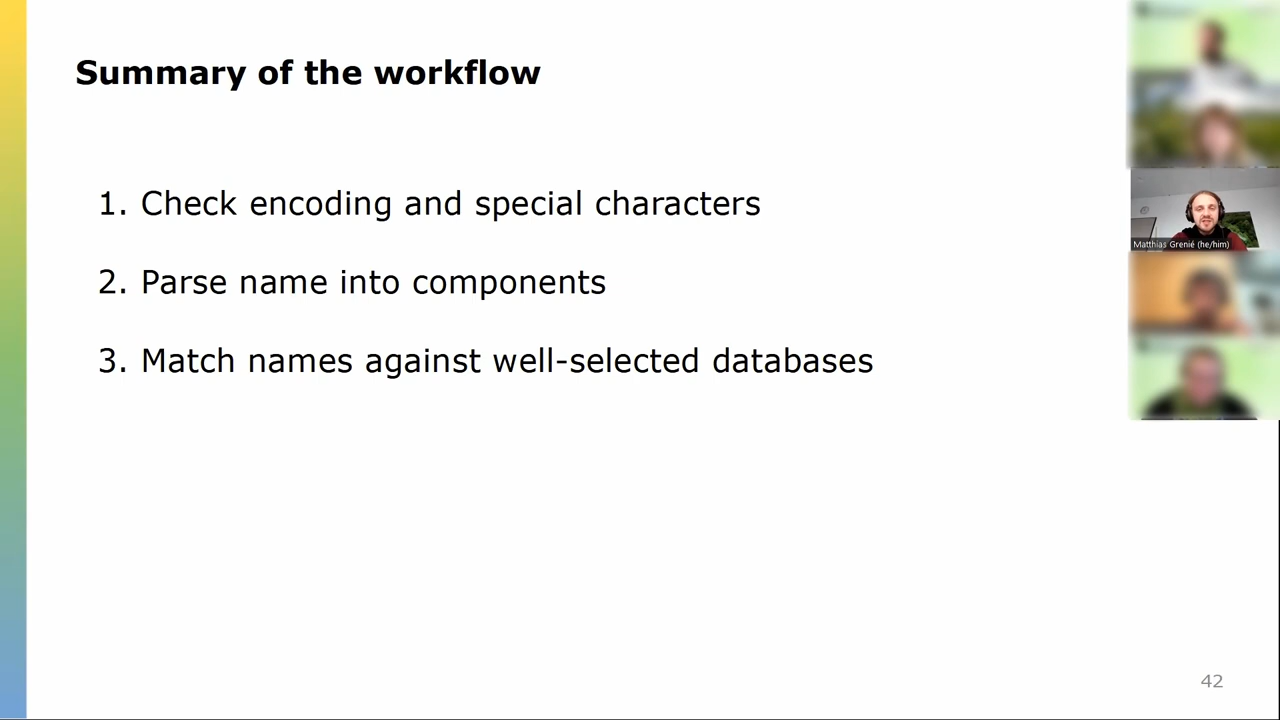 Summary of the workflow
1. Check encoding and special characters
2. Parse name into components
3. Match names against well-selected databases
Matthias Grenié (he/him)
42